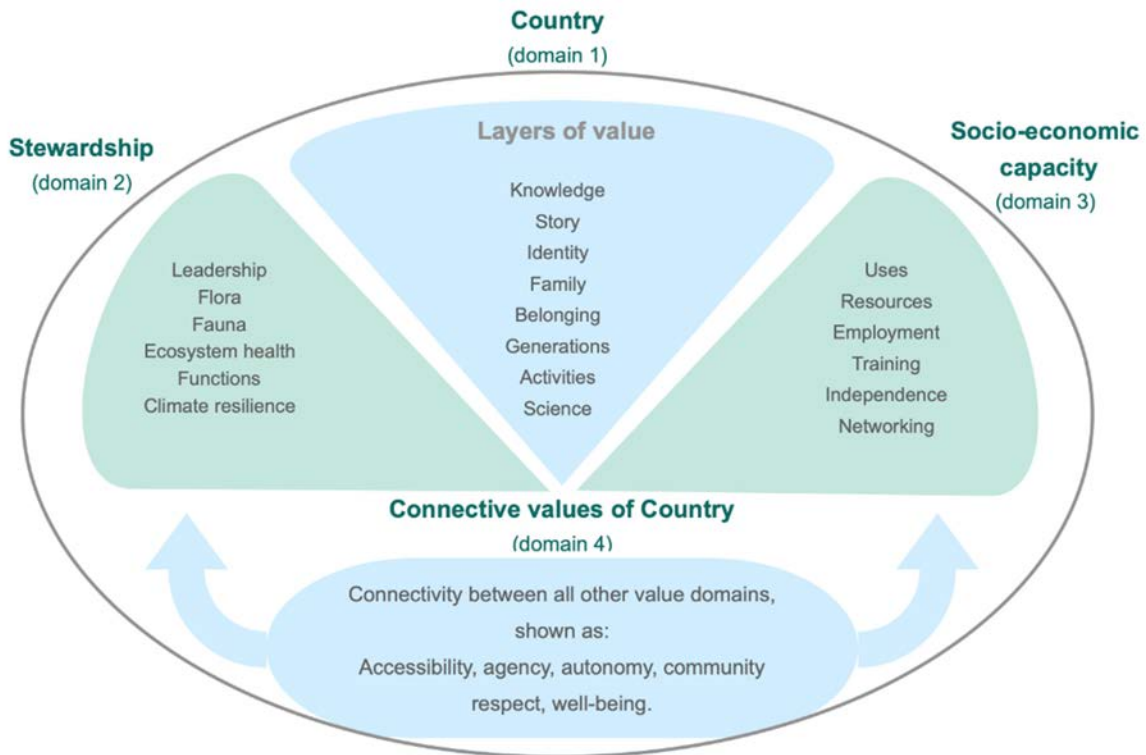 Country
(domain 1)
Stewardship
(domain 2)
Socio-economic
capacity
(domain 3)
Layers of value
Knowledge
Story
Identity
Family
Belonging
Generations
Activities
Science
Leadership
Flora
Fauna
Ecosystem health
Functions
Climate resilience
Uses
Resources
Employment
Training
Independence
Networking
Connective values of Country
(domain 4)
Connectivity between all other value domains,
shown as:
Accessibility, agency, autonomy, community
respect, well-being.